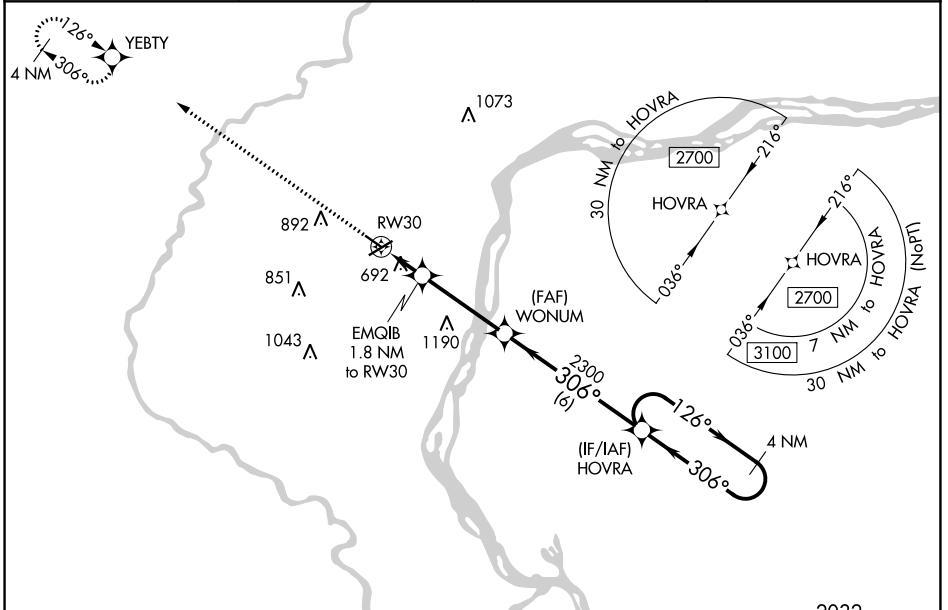 126°
YEBTY
306°
4 NM
1073
30 NM to HOVRA
2700
216°
HOVRA
036°
216°
HOVRA
2700
7 NM to HOVRA
036°
3100
30 NM to HOVRA (NoPT)
892
RW30
692
851
EMQIB
1.8 NM
to RW30
1043
1190
(FAF)
WONUM
2300
306°
(6)
126°
4 NM
(IF/IAF)
HOVRA
306°